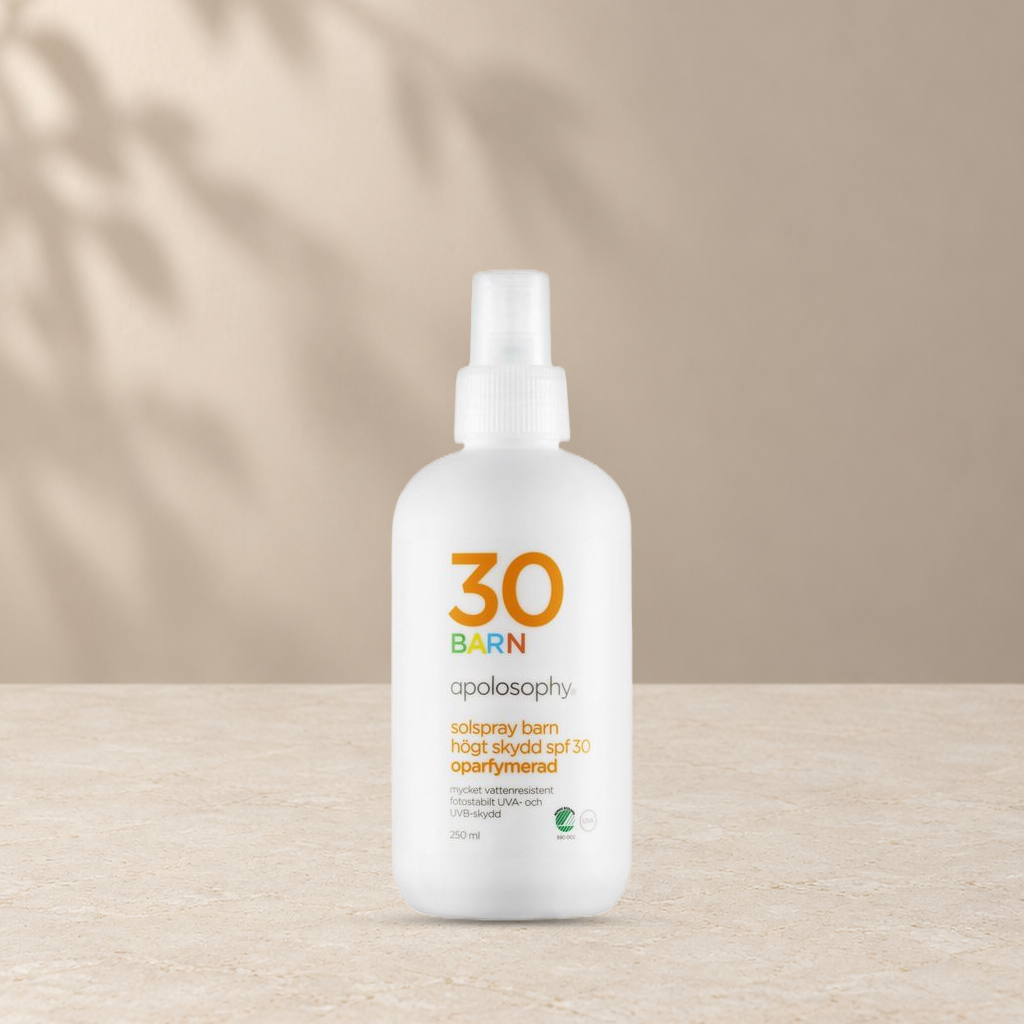 30
BARN
apolosophy®
solspray barn
högt skydd spf 30
oparfymerad
mycket vattenresistent
fotostabilt UVA- och
UVB-skydd
250 ml
UVA